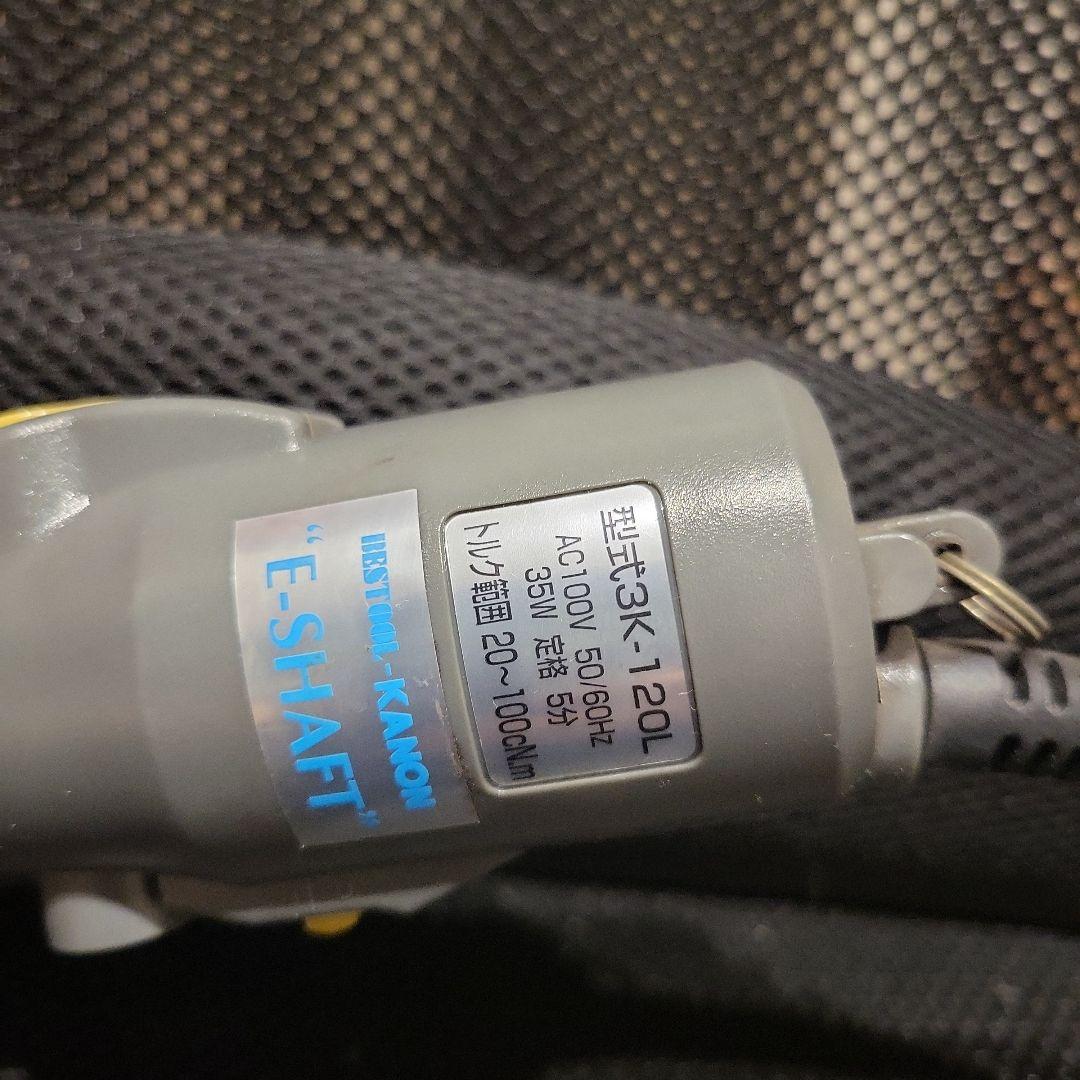 型式3K-120L
AC100V 50/60Hz
35W 定格 5分
トルク範囲 20~100cN.m
BESTOOL-KANON
“E-SHAFT”